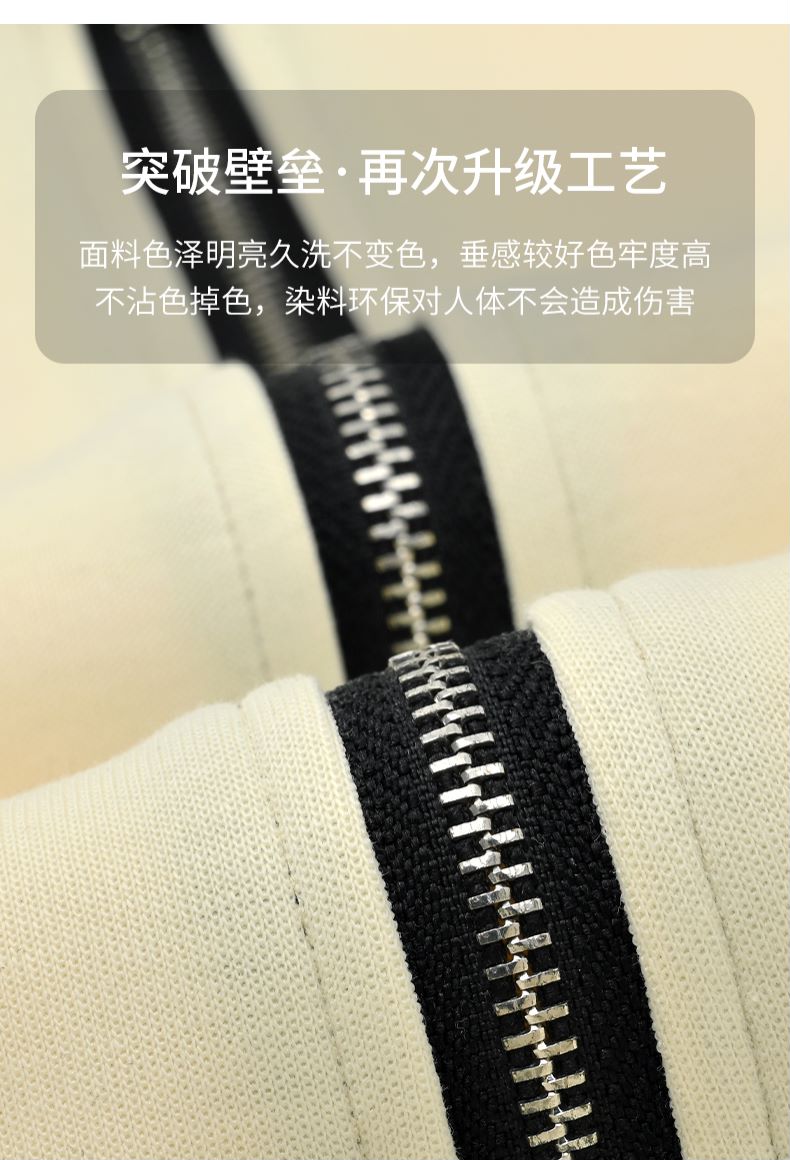 突破壁垒·再次升级工艺
面料色泽明亮久洗不变色，垂感较好色牢度高
不沾色掉色，染料环保对人体不会造成伤害